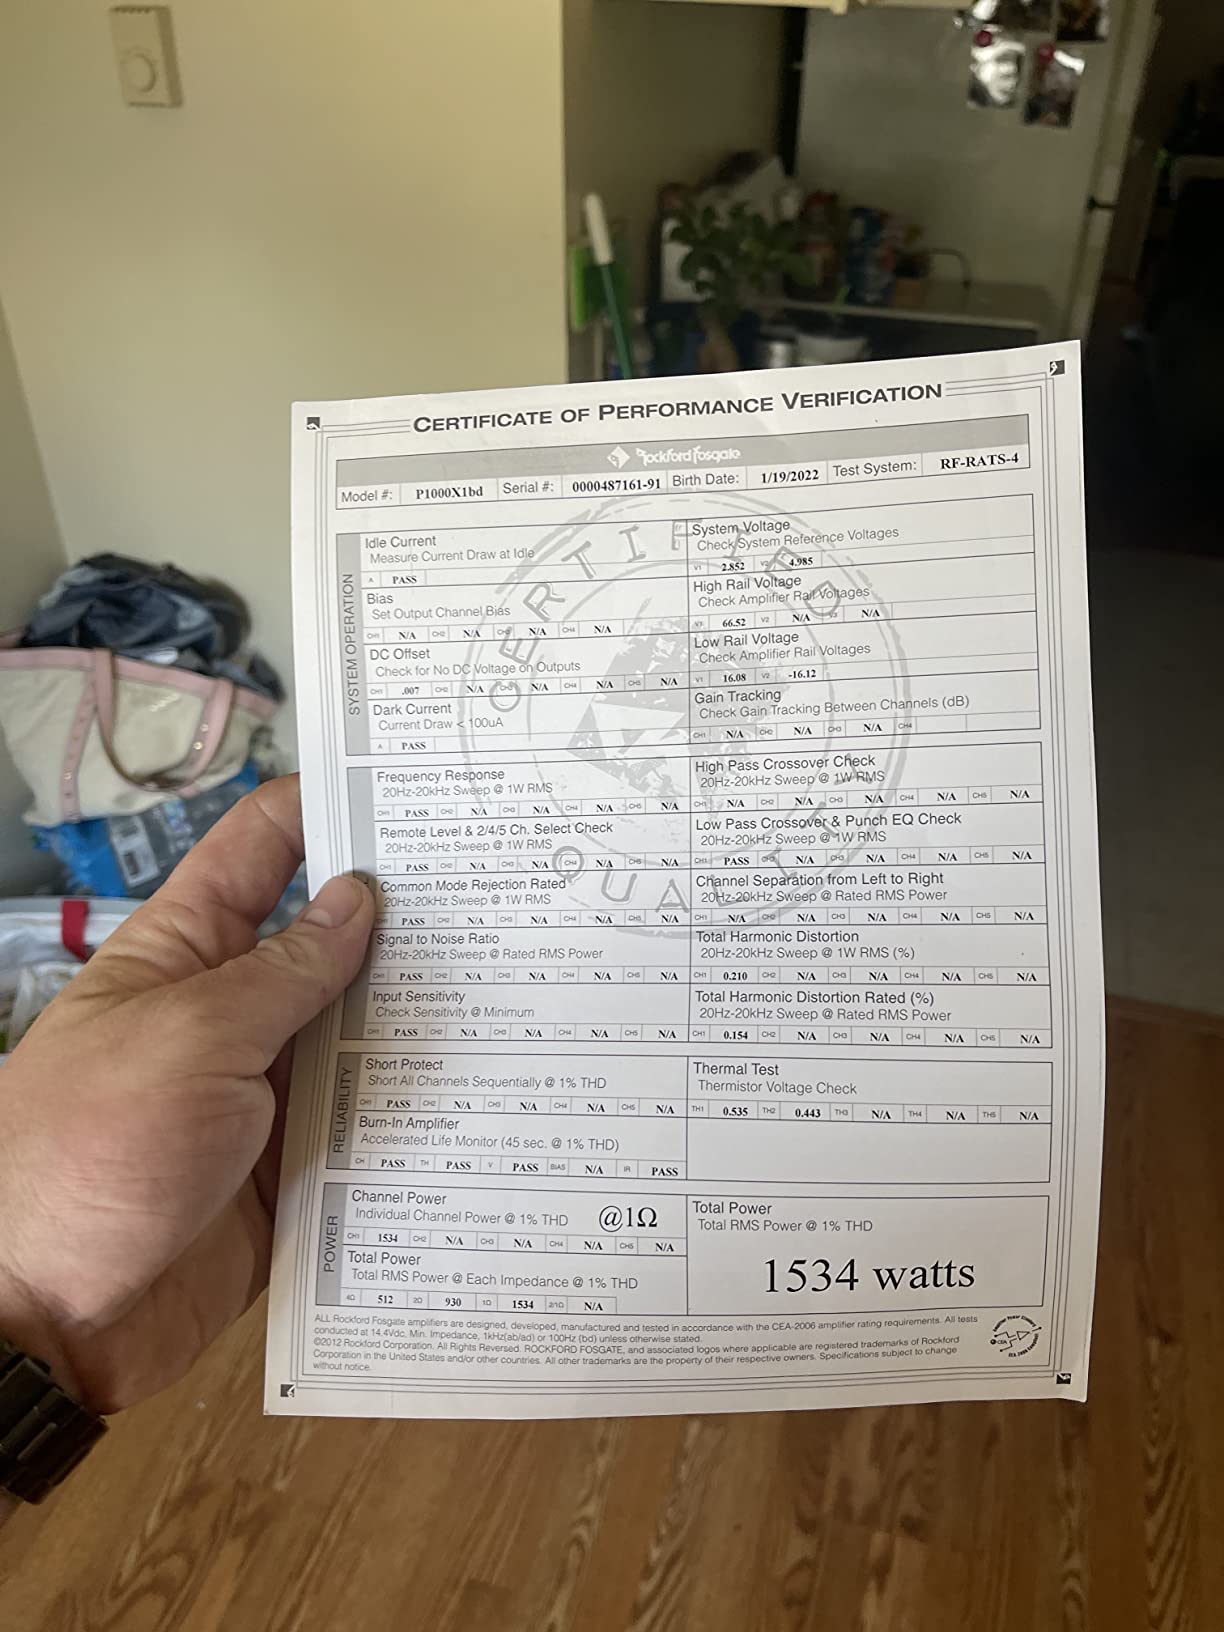 CERTIFICATE OF PERFORMANCE VERIFICATION
Rockford Fosgate
Model #: P1000X1bd Serial #: 0000487161-91 Birth Date: 1/19/2022 Test System: RF-RATS-4
CERTIFIED
QUALITY
SYSTEM OPERATION
Idle Current
Measure Current Draw at Idle
A PASS
Bias
Set Output Channel Bias
CH1 N/A CH2 N/A CH3 N/A CH4 N/A
DC Offset
Check for No DC Voltage on Outputs
CH1 .007 CH2 N/A CH3 N/A CH4 N/A CH5 N/A
Dark Current
Current Draw < 100uA
A PASS
System Voltage
Check System Reference Voltages
V1 2.852 V2 4.985
High Rail Voltage
Check Amplifier Rail Voltages
V1 66.52 V2 N/A V3 N/A
Low Rail Voltage
Check Amplifier Rail Voltages
V1 16.08 V2 -16.12
Gain Tracking
Check Gain Tracking Between Channels (dB)
CH1 N/A CH2 N/A CH3 N/A CH4
Frequency Response
20Hz-20kHz Sweep @ 1W RMS
CH1 PASS CH2 N/A CH3 N/A CH4 N/A CH5 N/A
Remote Level & 2/4/5 Ch. Select Check
20Hz-20kHz Sweep @ 1W RMS
CH1 PASS CH2 N/A CH3 N/A CH4 N/A CH5 N/A
Common Mode Rejection Rated
20Hz-20kHz Sweep @ 1W RMS
CH1 PASS CH2 N/A CH3 N/A CH4 N/A CH5 N/A
Signal to Noise Ratio
20Hz-20kHz Sweep @ Rated RMS Power
CH1 PASS CH2 N/A CH3 N/A CH4 N/A CH5 N/A
Input Sensitivity
Check Sensitivity @ Minimum
CH1 PASS CH2 N/A CH3 N/A CH4 N/A CH5 N/A
High Pass Crossover Check
20Hz-20kHz Sweep @ 1W RMS
CH1 N/A CH2 N/A CH3 N/A CH4 N/A CH5 N/A
Low Pass Crossover & Punch EQ Check
20Hz-20kHz Sweep @ 1W RMS
CH1 PASS CH2 N/A CH3 N/A CH4 N/A CH5 N/A
Channel Separation from Left to Right
20Hz-20kHz Sweep @ Rated RMS Power
CH1 N/A CH2 N/A CH3 N/A CH4 N/A CH5 N/A
Total Harmonic Distortion
20Hz-20kHz Sweep @ 1W RMS (%)
CH1 0.210 CH2 N/A CH3 N/A CH4 N/A CH5 N/A
Total Harmonic Distortion Rated (%)
20Hz-20kHz Sweep @ Rated RMS Power
CH1 0.154 CH2 N/A CH3 N/A CH4 N/A CH5 N/A
RELIABILITY
Short Protect
Short All Channels Sequentially @ 1% THD
CH1 PASS CH2 N/A CH3 N/A CH4 N/A CH5 N/A
Burn-In Amplifier
Accelerated Life Monitor (45 sec. @ 1% THD)
CH PASS TH PASS V PASS BIAS N/A IR PASS
Thermal Test
Thermistor Voltage Check
TH1 0.535 TH2 0.443 TH3 N/A TH4 N/A TH5 N/A
POWER
Channel Power
Individual Channel Power @ 1% THD @1Ω
CH1 1534 CH2 N/A CH3 N/A CH4 N/A CH5 N/A
Total Power
Total RMS Power @ Each Impedance @ 1% THD
4Ω 512 2Ω 930 1Ω 1534 2/1Ω N/A
Total Power
Total RMS Power @ 1% THD
1534 watts
ALL Rockford Fosgate amplifiers are designed, developed, manufactured and tested in accordance with the CEA-2006 amplifier rating requirements. All tests
conducted at 14.4Vdc, Min. Impedance, 1kHz(ab/ad) or 100Hz (bd) unless otherwise stated.
©2012 Rockford Corporation. All Rights Reversed. ROCKFORD FOSGATE, and associated logos where applicable are registered trademarks of Rockford
Corporation in the United States and/or other countries. All other trademarks are the property of their respective owners. Specifications subject to change
without notice.
CEA